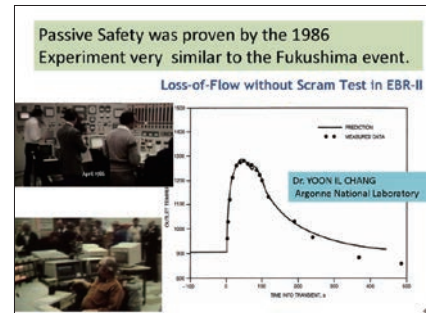 Passive Safety was proven by the 1986
Experiment very similar to the Fukushima event.
Loss-of-Flow without Scram Test in EBR-II
April 1986
PREDICTION
MEASURED DATA
Dr. YOON IL CHANG
Argonne National Laboratory
-100
0
100
200
300
400
500
TIME INTO TRANSIENT, s